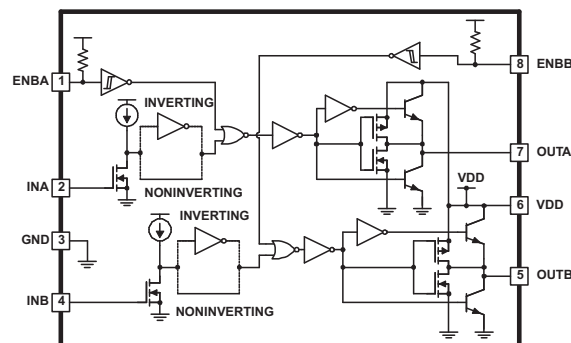 ENBA 1
INVERTING
8 ENBB
INA 2
NONINVERTING
7 OUTA
INVERTING
VDD
6 VDD
GND 3
5 OUTB
INB 4
NONINVERTING